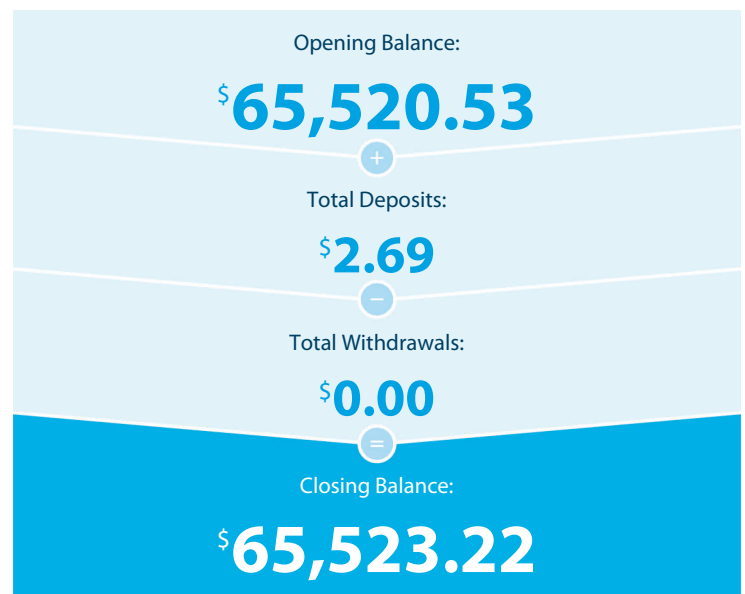 Opening Balance:
$65,520.53
+
Total Deposits:
$2.69
−
Total Withdrawals:
$0.00
=
Closing Balance:
$65,523.22